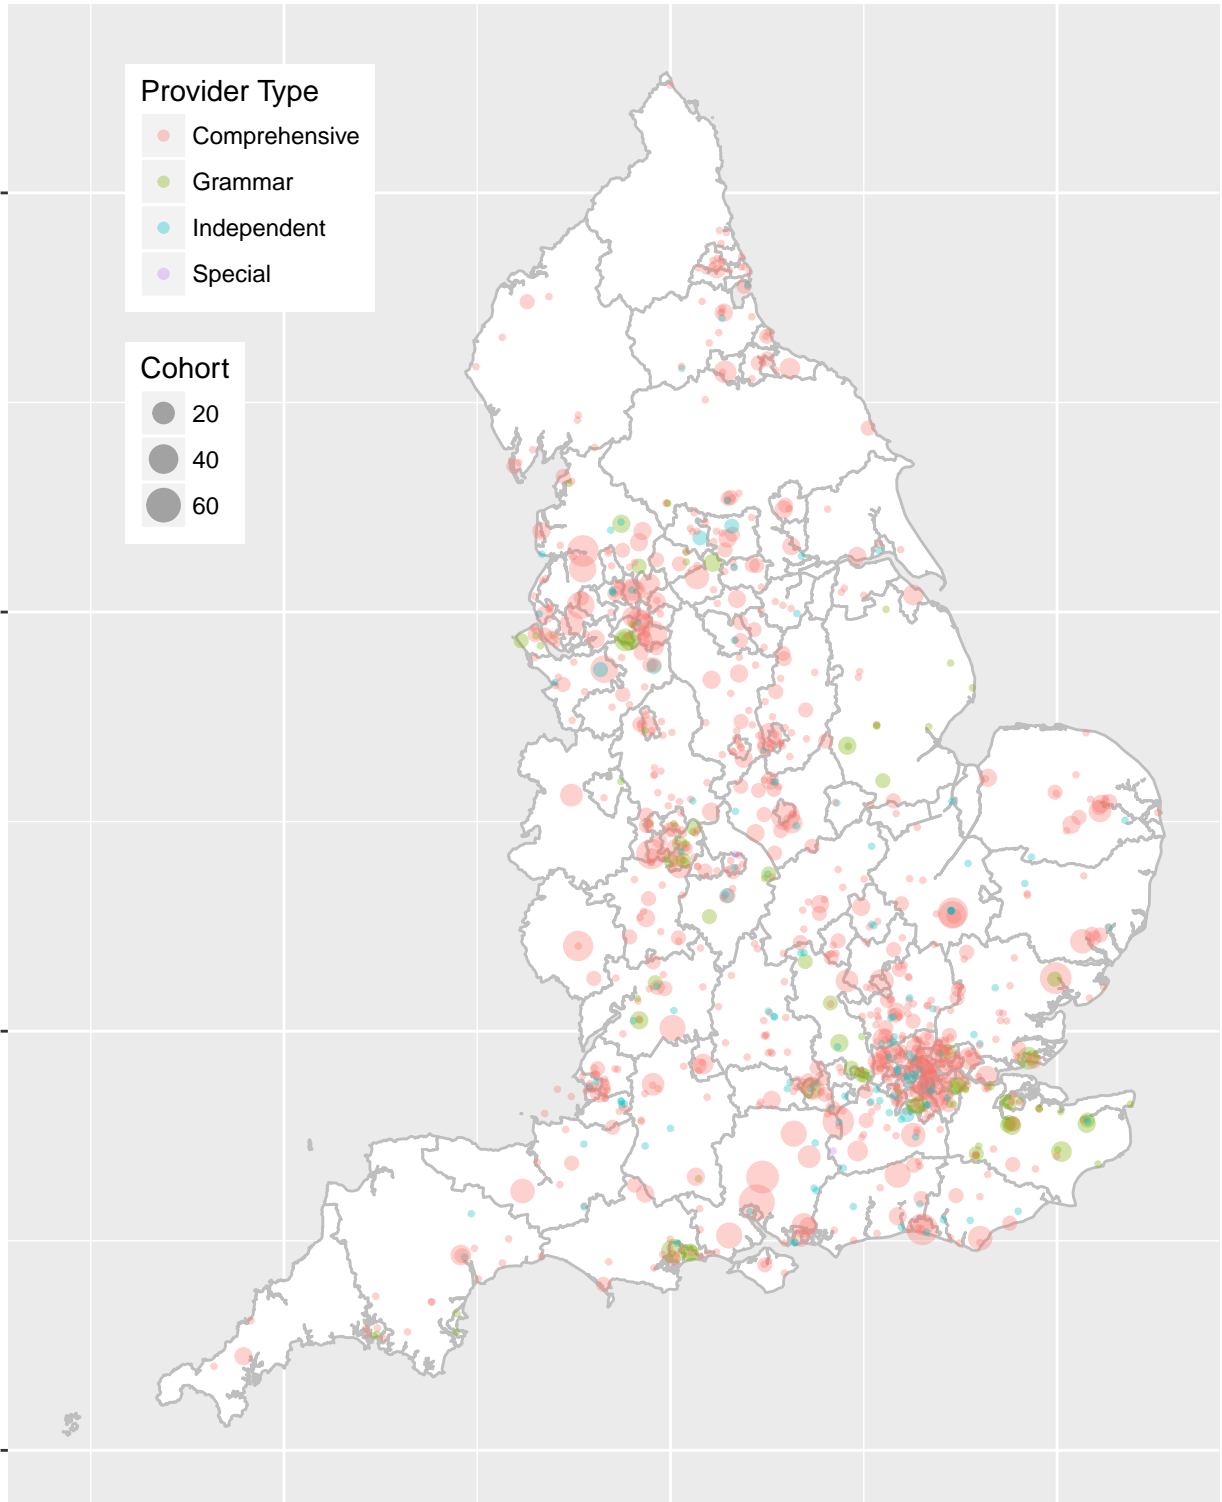 Provider Type
Comprehensive
Grammar
Independent
Special
Cohort
20
40
60